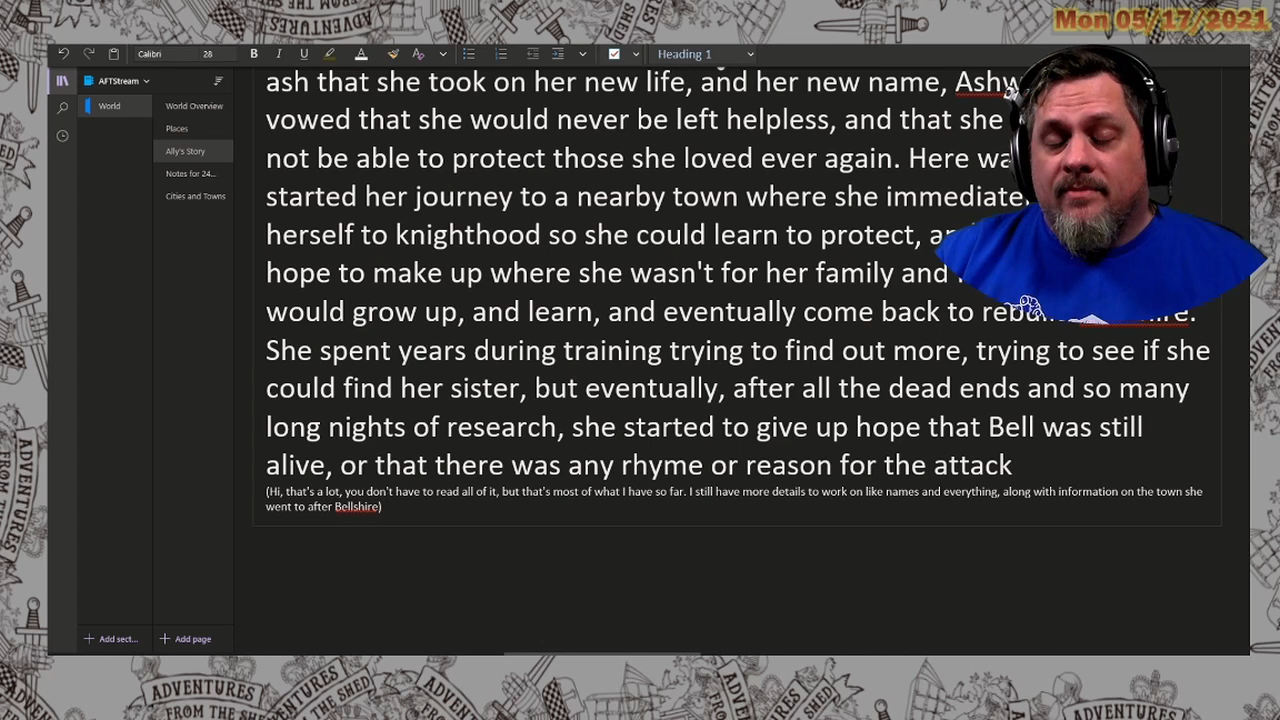 Mon 05/17/2021
Calibri 28 B I U A Heading 1
AFTStream
World
World Overview
Places
Ally's Story
Notes for 24...
Cities and Towns
ash that she took on her new life, and her new name,
vowed that she would never be left helpless, and that she
not be able to protect those she loved ever again. Here
started her journey to a nearby town where she
herself to knighthood so she could learn to protect,
hope to make up where she wasn't for her family and
would grow up, and learn, and eventually come back to
She spent years during training trying to find out more, trying to see if she
could find her sister, but eventually, after all the dead ends and so many
long nights of research, she started to give up hope that Bell was still
alive, or that there was any rhyme or reason for the attack
(Hi, that's a lot, you don't have to read all of it, but that's most of what I have so far. I still have more details to work on like names and everything, along with information on the town she
went to after Bellshire)
Add sect...
Add page
ADVENTURES
FROM THE SHED
ADVENTURES
FROM THE SHED